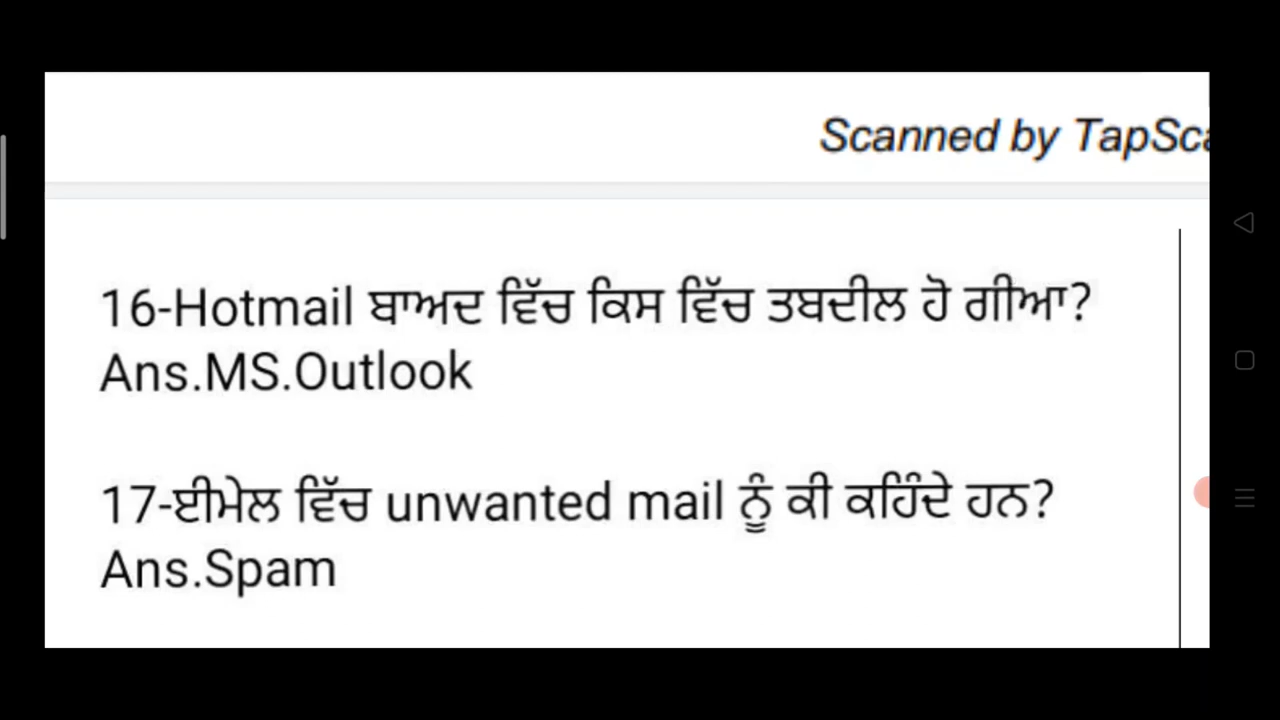 Scanned by TapSca
16-Hotmail ਬਾਅਦ ਵਿੱਚ ਕਿਸ ਵਿੱਚ ਤਬਦੀਲ ਹੋ ਗੀਆ?
Ans.MS.Outlook
17-ਈਮੇਲ ਵਿੱਚ unwanted mail ਨੂੰ ਕੀ ਕਹਿੰਦੇ ਹਨ?
Ans.Spam